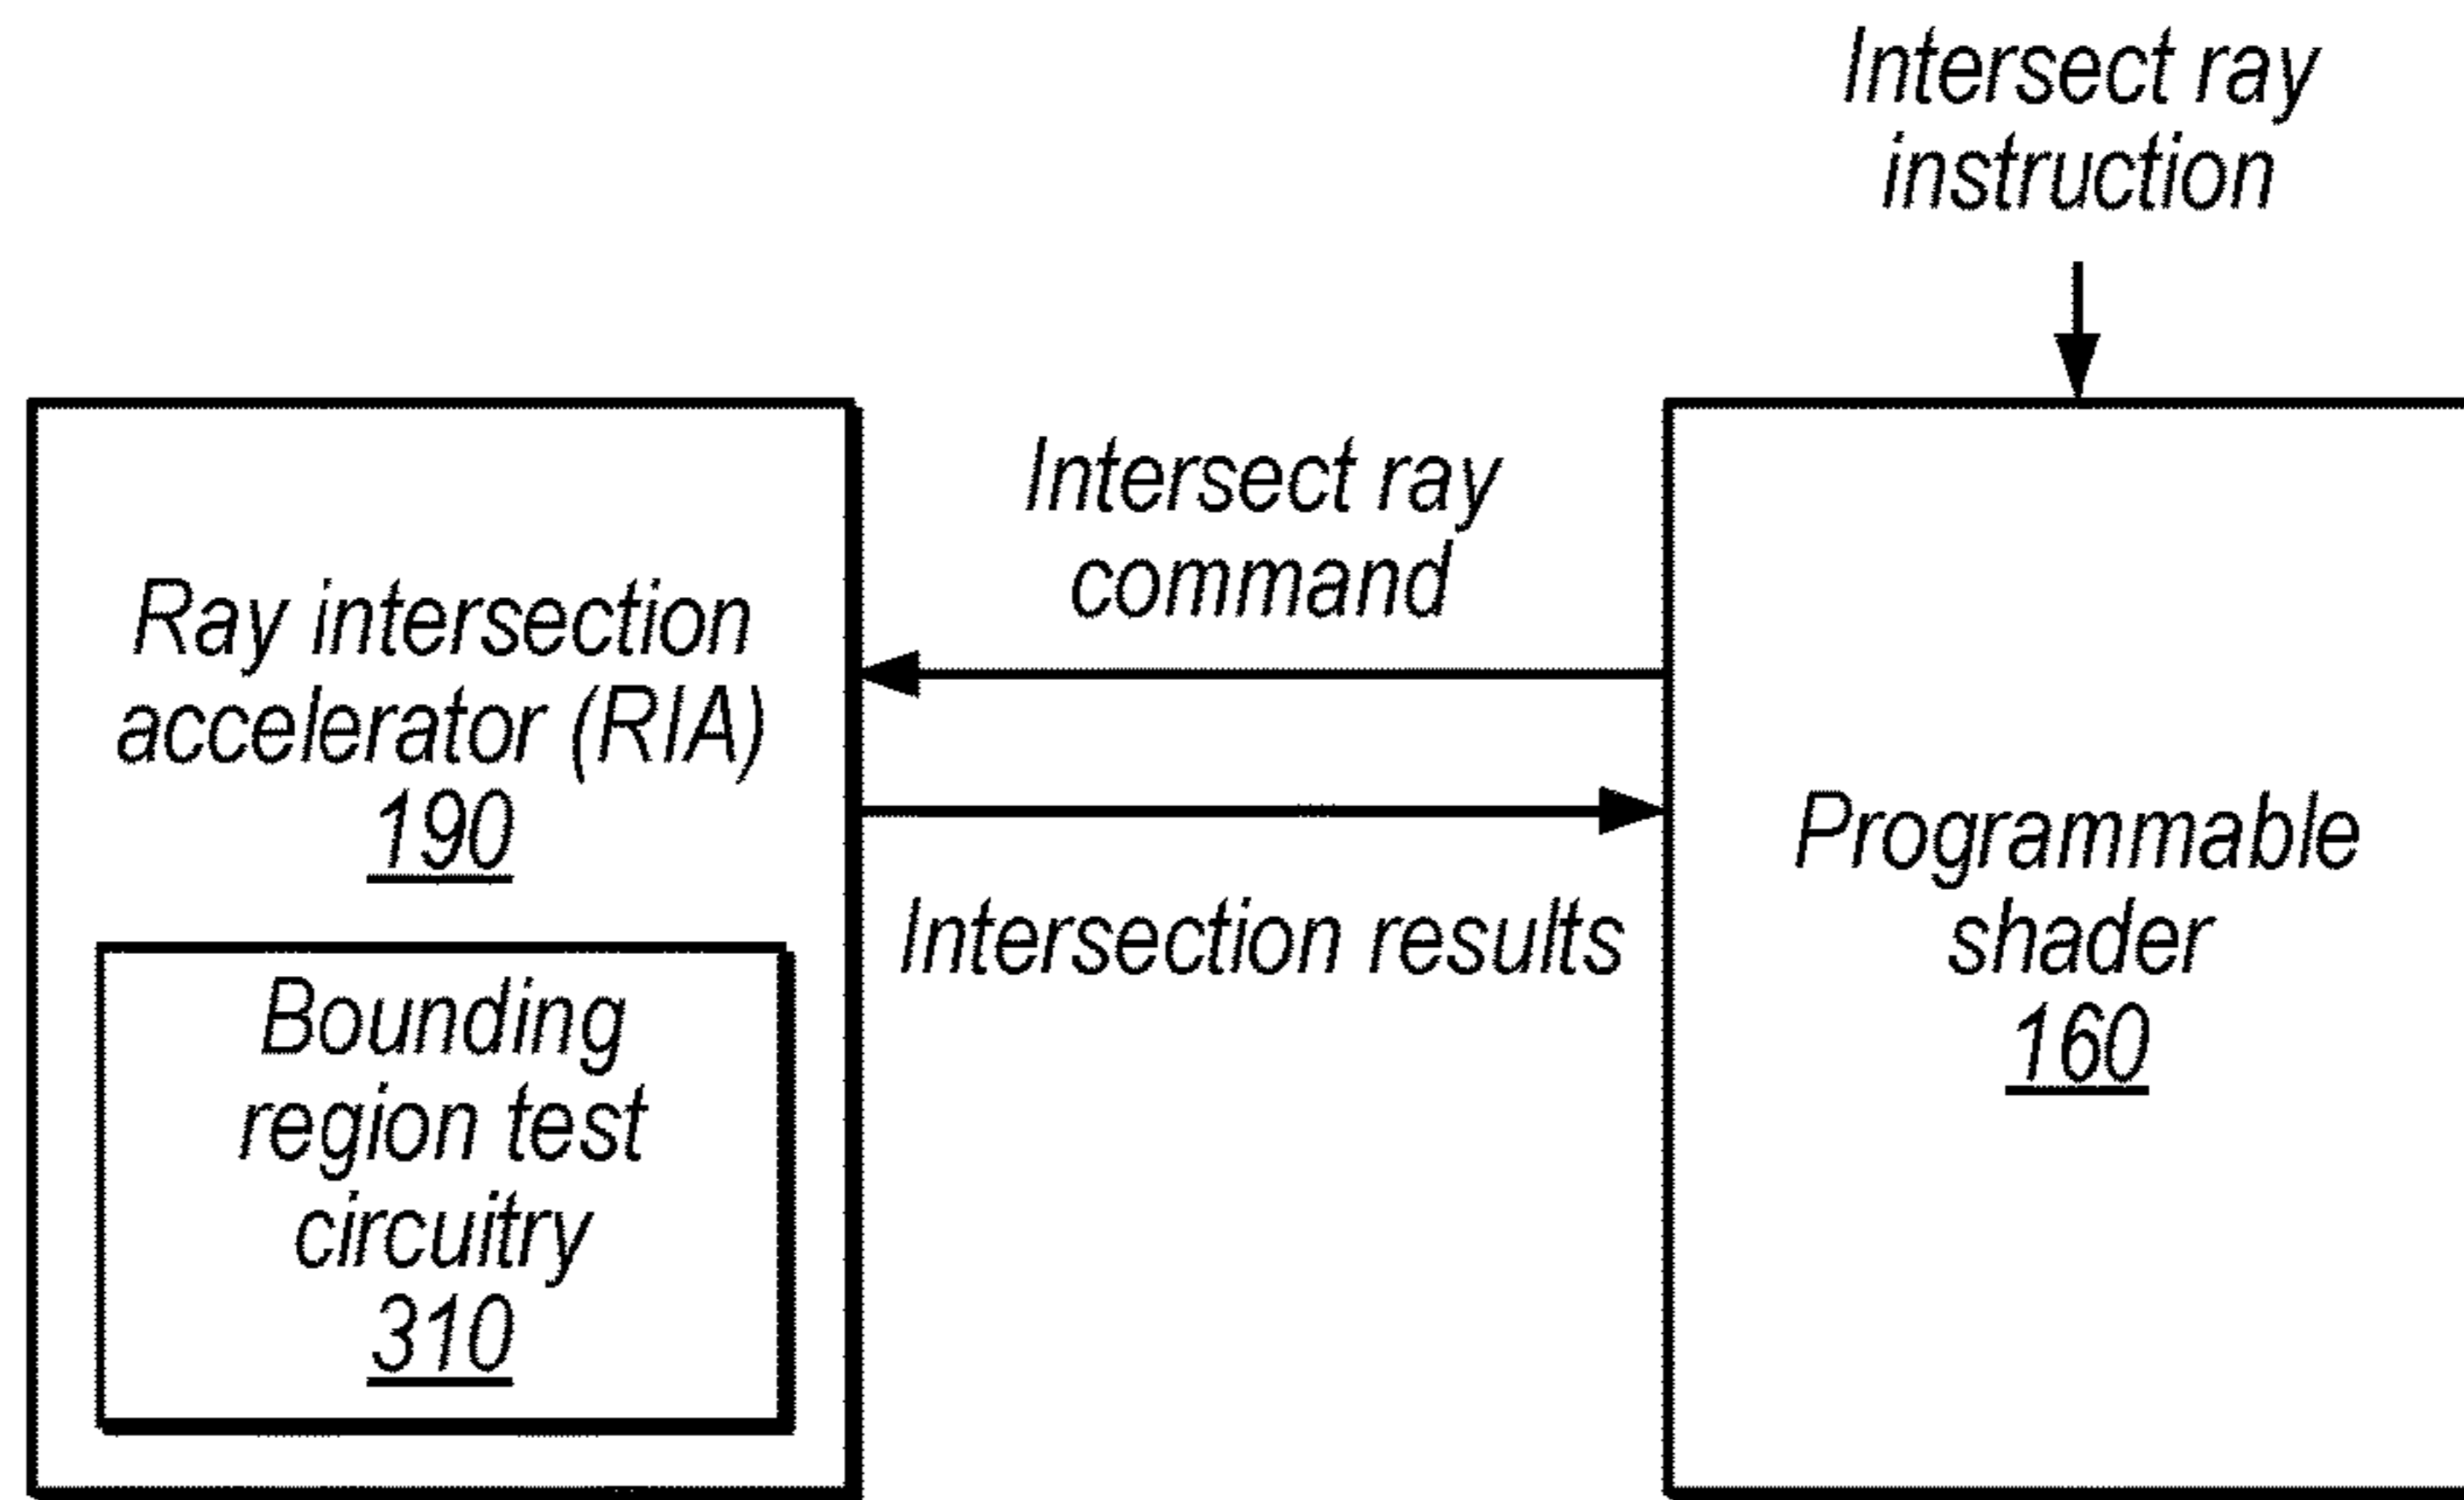 Intersect ray
instruction
Intersect ray
command
Ray intersection
accelerator (RIA)
190
Intersection results
Programmable
shader
160
Bounding
region test
circuitry
310